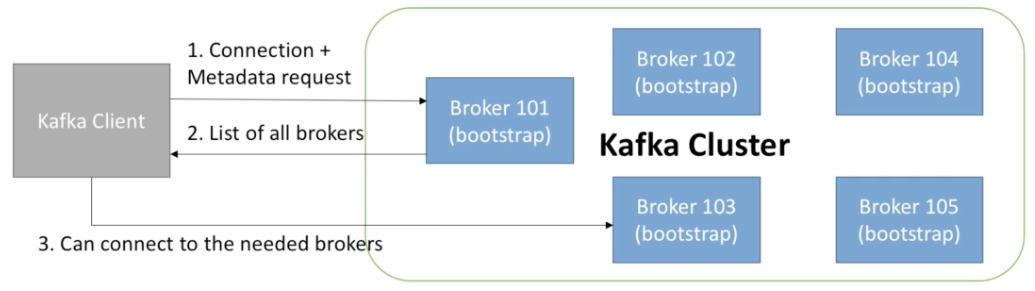 1. Connection +
Metadata request
Kafka Client
2. List of all brokers
3. Can connect to the needed brokers
Broker 101
(bootstrap)
Broker 102
(bootstrap)
Broker 104
(bootstrap)
Kafka Cluster
Broker 103
(bootstrap)
Broker 105
(bootstrap)